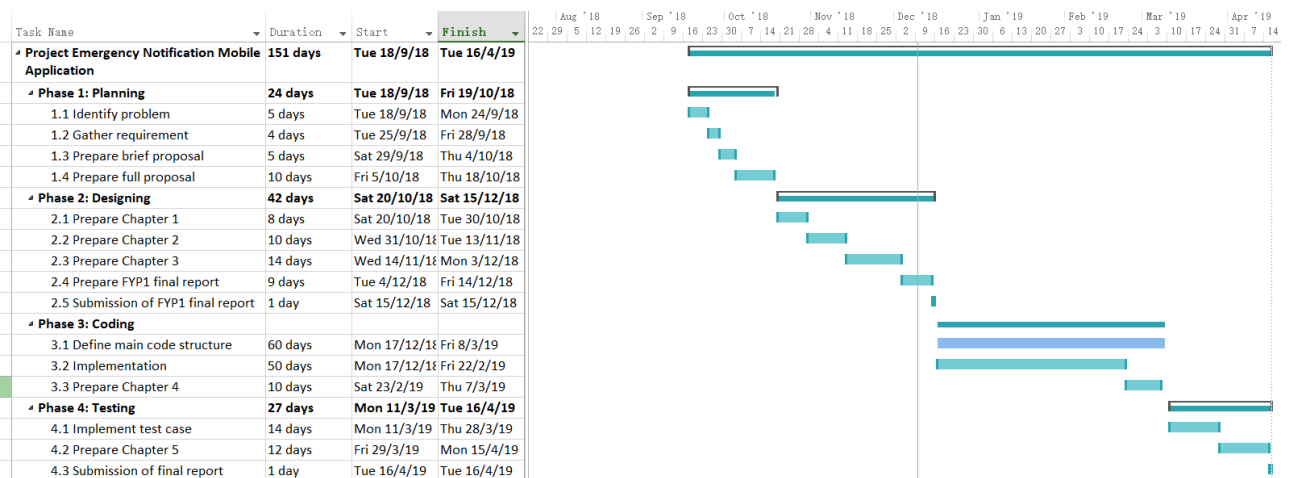 Aug '18 Sep '18 Oct '18 Nov '18 Dec '18 Jan '19 Feb '19 Mar '19 Apr '19
Task Name Duration Start Finish 22 29 5 12 19 26 2 9 16 23 30 7 14 21 28 4 11 18 25 2 9 16 23 30 6 13 20 27 3 10 17 24 3 10 17 24 31 7 14
Project Emergency Notification Mobile 151 days Tue 18/9/18 Tue 16/4/19
Application
Phase 1: Planning 24 days Tue 18/9/18 Fri 19/10/18
1.1 Identify problem 5 days Tue 18/9/18 Mon 24/9/18
1.2 Gather requirement 4 days Tue 25/9/18 Fri 28/9/18
1.3 Prepare brief proposal 5 days Sat 29/9/18 Thu 4/10/18
1.4 Prepare full proposal 10 days Fri 5/10/18 Thu 18/10/18
Phase 2: Designing 42 days Sat 20/10/18 Sat 15/12/18
2.1 Prepare Chapter 1 8 days Sat 20/10/18 Tue 30/10/18
2.2 Prepare Chapter 2 10 days Wed 31/10/18 Tue 13/11/18
2.3 Prepare Chapter 3 14 days Wed 14/11/18 Mon 3/12/18
2.4 Prepare FYP1 final report 9 days Tue 4/12/18 Fri 14/12/18
2.5 Submission of FYP1 final report 1 day Sat 15/12/18 Sat 15/12/18
Phase 3: Coding
3.1 Define main code structure 60 days Mon 17/12/18 Fri 8/3/19
3.2 Implementation 50 days Mon 17/12/18 Fri 22/2/19
3.3 Prepare Chapter 4 10 days Sat 23/2/19 Thu 7/3/19
Phase 4: Testing 27 days Mon 11/3/19 Tue 16/4/19
4.1 Implement test case 14 days Mon 11/3/19 Thu 28/3/19
4.2 Prepare Chapter 5 12 days Fri 29/3/19 Mon 15/4/19
4.3 Submission of final report 1 day Tue 16/4/19 Tue 16/4/19